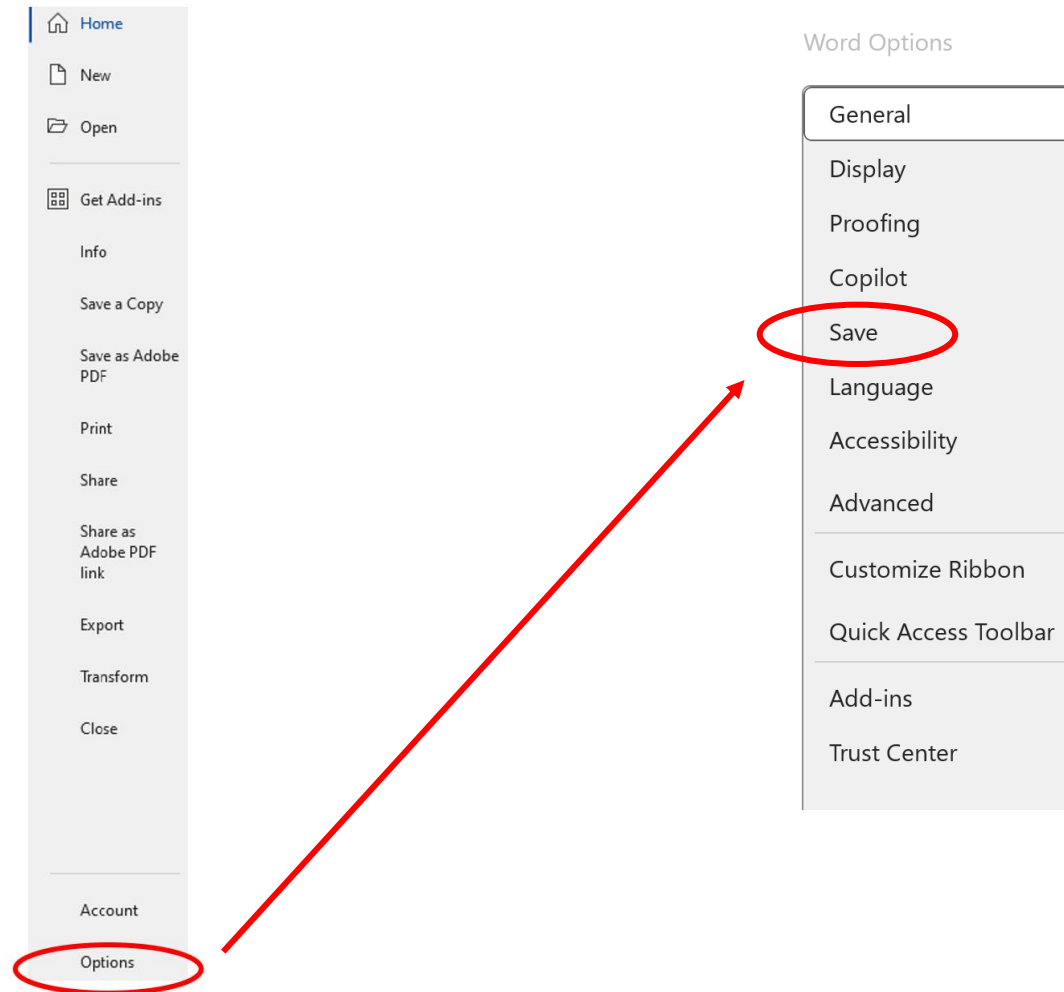 Home
New
Open
Get Add-ins
Info
Save a Copy
Save as Adobe
PDF
Print
Share
Share as
Adobe PDF
link
Export
Transform
Close
Account
Options
Word Options
General
Display
Proofing
Copilot
Save
Language
Accessibility
Advanced
Customize Ribbon
Quick Access Toolbar
Add-ins
Trust Center